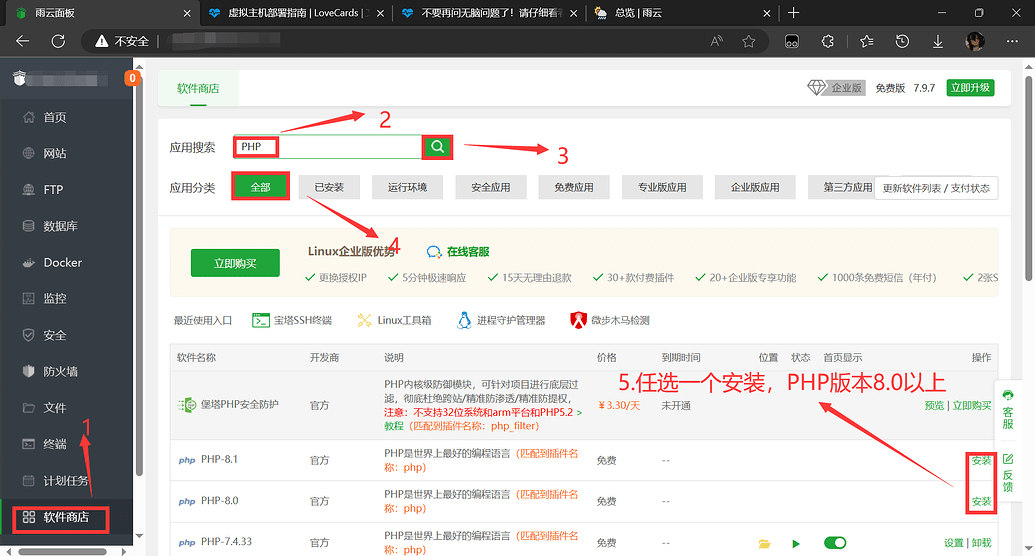 雨云面板
虚拟主机部署指南 | LoveCards |
不要再问无脑问题了！请仔细看
总览 | 雨云
不安全
0
首页
网站
FTP
数据库
Docker
监控
安全
防火墙
文件
终端
计划任务
软件商店
1
软件商店
企业版
免费版 7.9.7
立即升级
应用搜索
PHP
2
3
应用分类
全部
已安装
运行环境
安全应用
免费应用
专业版应用
企业版应用
第三方应用
更新软件列表 / 支付状态
4
立即购买
Linux企业版优势
在线客服
更换授权IP
5分钟极速响应
15天无理由退款
30+款付费插件
20+企业版专享功能
1000条免费短信（年付）
2张S
最近使用入口
宝塔SSH终端
Linux工具箱
进程守护管理器
微步木马检测
软件名称
开发商
说明
价格
到期时间
位置
状态
首页显示
操作
5.任选一个安装，PHP版本8.0以上
堡塔PHP安全防护
官方
PHP内核级防御模块，可针对项目进行底层过
滤，彻底杜绝跨站/精准防渗透/精准防提权，
注意：不支持32位系统和arm平台和PHP5.2 >
教程（匹配到插件名称：php_filter）
¥ 3.30/天
未开通
预览 | 立即购买
php PHP-8.1
官方
PHP是世界上最好的编程语言（匹配到插件名
称：php）
免费
--
安装
php PHP-8.0
官方
PHP是世界上最好的编程语言（匹配到插件名
称：php）
免费
--
安装
php PHP-7.4.33
官方
PHP是世界上最好的编程语言（匹配到插件名
称：php）
免费
--
设置 | 卸载
客服
反馈